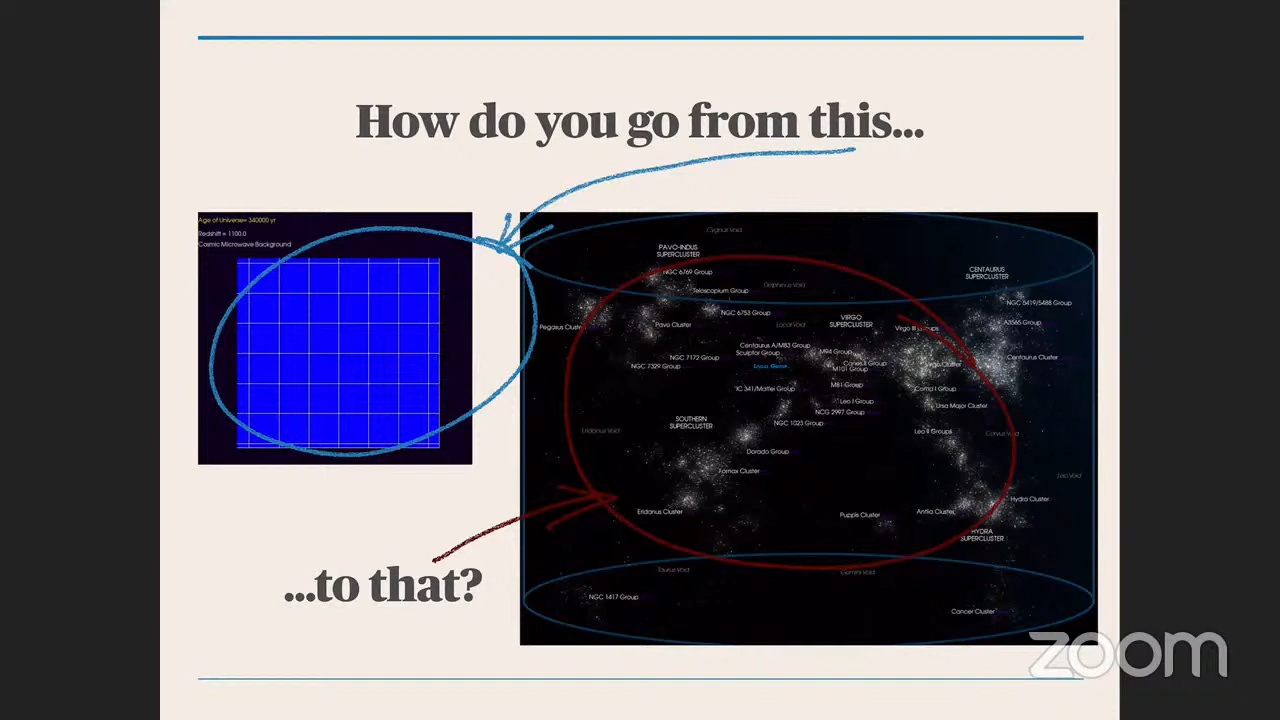 How do you go from this...
Age of Universe= 340000 yr
Redshift = 1100.0
Cosmic Microwave Background
Cygnus Void
PAVO-INDUS
SUPERCLUSTER
NGC 6769 Group
Telescopium Group
Delphinus Void
CENTAURUS
SUPERCLUSTER
NGC 5419/5488 Group
NGC 6753 Group
Pegasus Cluster
Pavo Cluster
Local Void
VIRGO
SUPERCLUSTER
Virgo III Groups
A3565 Group
Centaurus A/M83 Group
Sculptor Group
M94 Group
NGC 7172 Group
NGC 7329 Group
Canes II Group
M101 Group
Virgo Cluster
Centaurus Cluster
IC 341/Maffei Group
M81 Group
Coma I Group
Leo I Group
NCG 2997 Group
Ursa Major Cluster
SOUTHERN
SUPERCLUSTER
NGC 1023 Group
Eridanus Void
Leo II Groups
Corvus Void
Dorado Group
Fornax Cluster
Leo Void
Eridanus Cluster
Puppis Cluster
Antlia Cluster
Hydra Cluster
HYDRA
SUPERCLUSTER
Taurus Void
Gemini Void
NGC 1417 Group
Cancer Cluster
...to that?
zoom